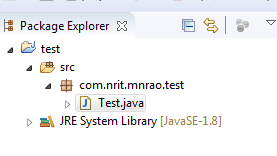 Package Explorer
test
src
com.nrit.mnrao.test
Test.java
JRE System Library [JavaSE-1.8]